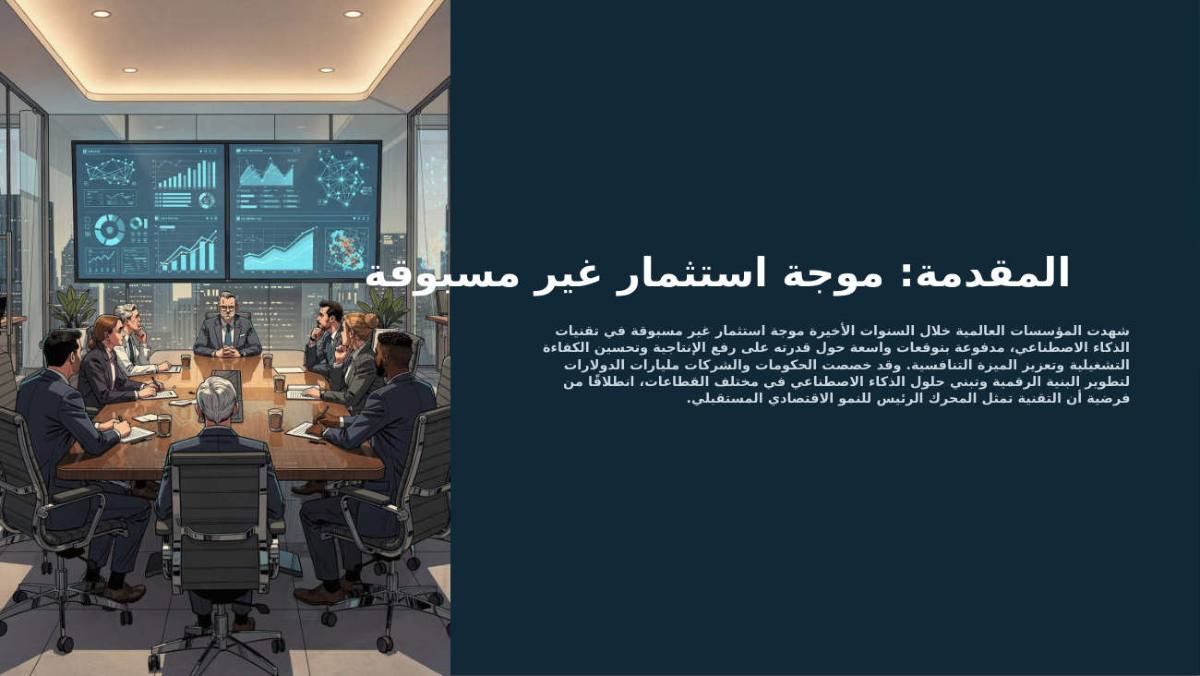 المقدمة: موجة استثمار غير مسبوقة
شهدت المؤسسات العالمية خلال السنوات الأخيرة موجة استثمار غير مسبوقة في تقنيات
الذكاء الاصطناعي، مدفوعة بتوقعات واسعة حول قدرته على رفع الإنتاجية وتحسين الكفاءة
التشغيلية وتعزيز الميزة التنافسية. وقد خصصت الحكومات والشركات مليارات الدولارات
لتطوير البنية الرقمية وتبني حلول الذكاء الاصطناعي في مختلف القطاعات، انطلاقًا من
فرضية أن التقنية تمثل المحرك الرئيس للنمو الاقتصادي المستقبلي.